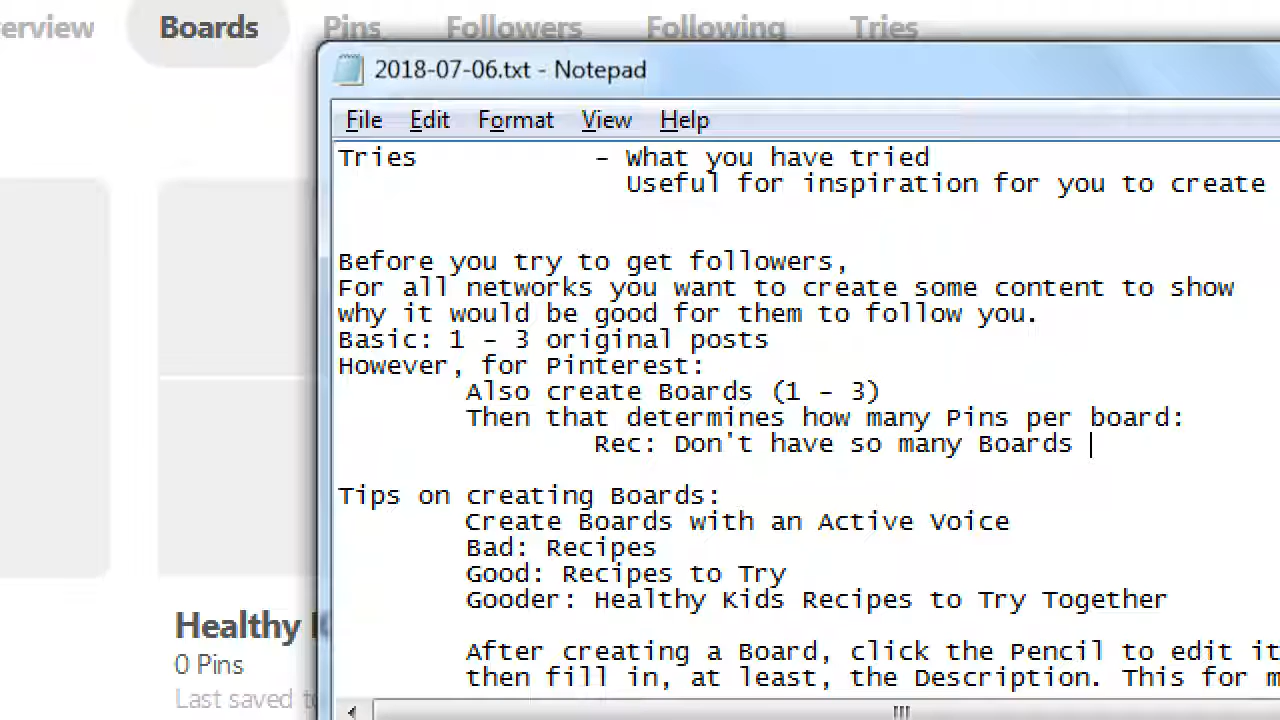 erview Boards Pins Followers Following Tries
2018-07-06.txt - Notepad
File Edit Format View Help
Tries – What you have tried
Useful for inspiration for you to create
Before you try to get followers,
For all networks you want to create some content to show
why it would be good for them to follow you.
Basic: 1 – 3 original posts
However, for Pinterest:
Also create Boards (1 – 3)
Then that determines how many Pins per board:
Rec: Don't have so many Boards
Tips on creating Boards:
Create Boards with an Active Voice
Bad: Recipes
Good: Recipes to Try
Gooder: Healthy Kids Recipes to Try Together
Healthy
0 Pins
After creating a Board, click the Pencil to edit it
Last saved
then fill in, at least, the Description. This for m